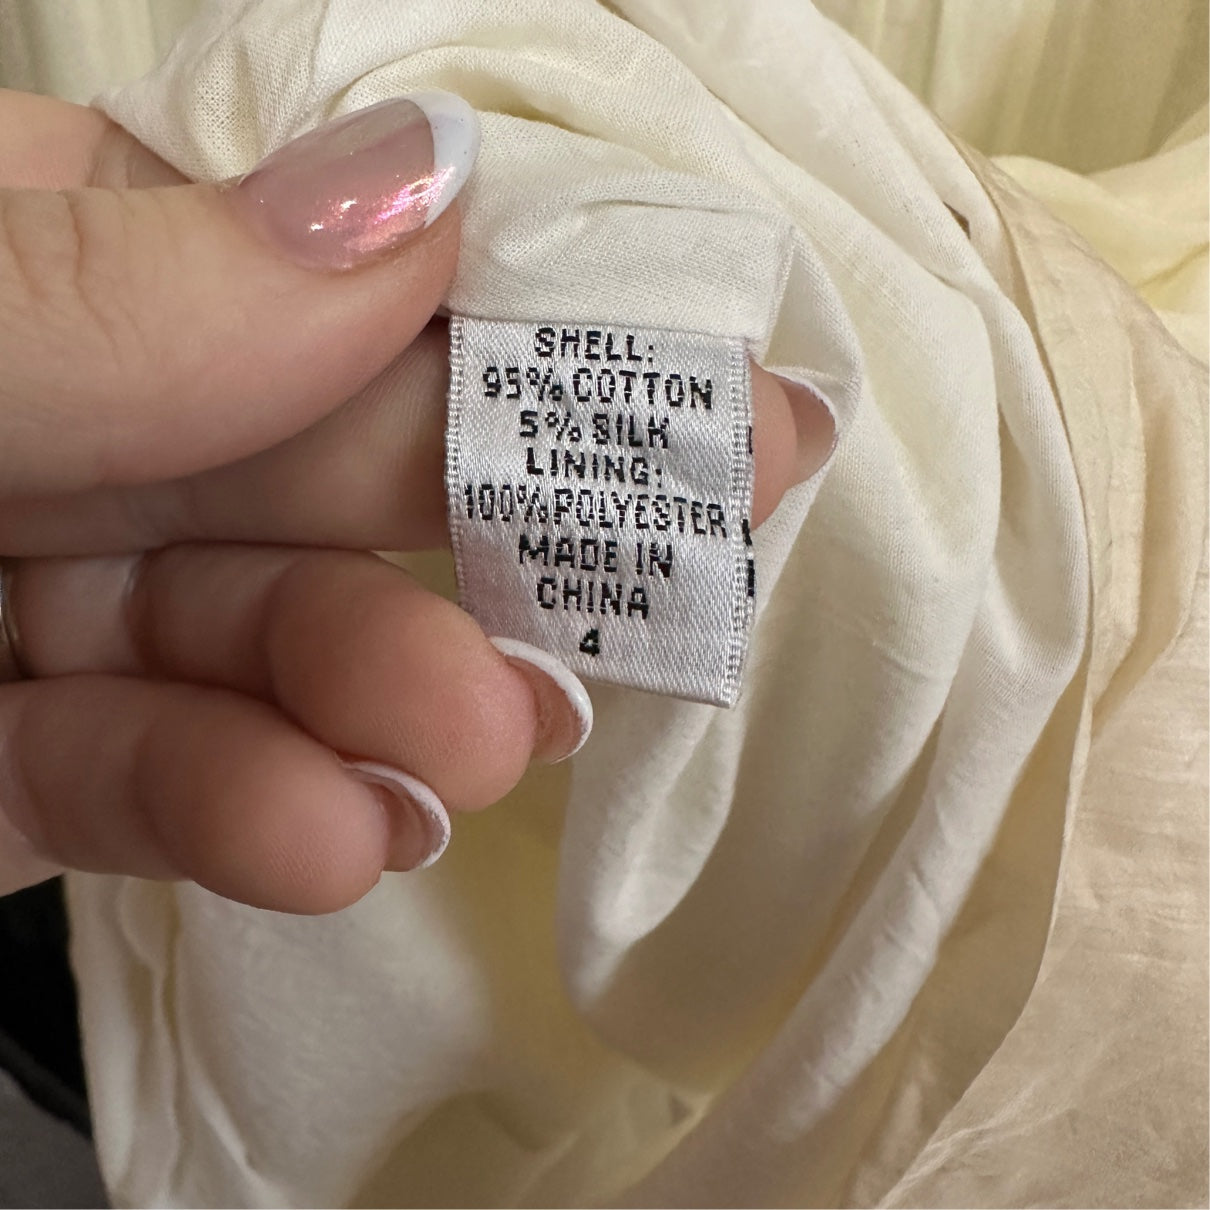 SHELL:
95% COTTON
5% SILK
LINING:
100% POLYESTER
MADE IN
CHINA
4